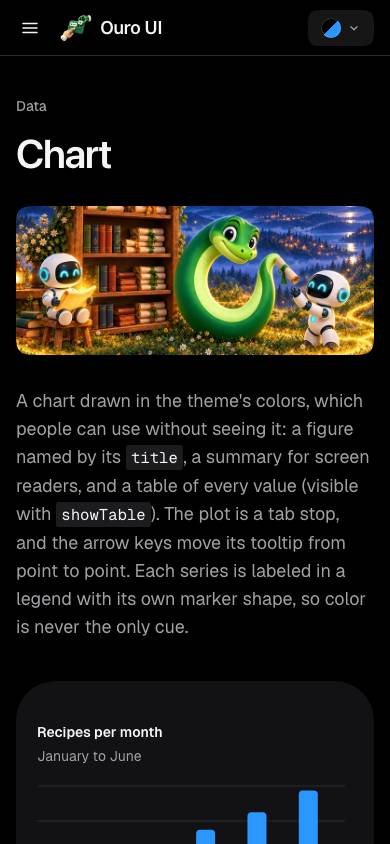 Ouro UI
Data
Chart
A chart drawn in the theme's colors, which
people can use without seeing it: a figure
named by its title, a summary for screen
readers, and a table of every value (visible
with showTable). The plot is a tab stop,
and the arrow keys move its tooltip from
point to point. Each series is labeled in a
legend with its own marker shape, so color
is never the only cue.
Recipes per month
January to June